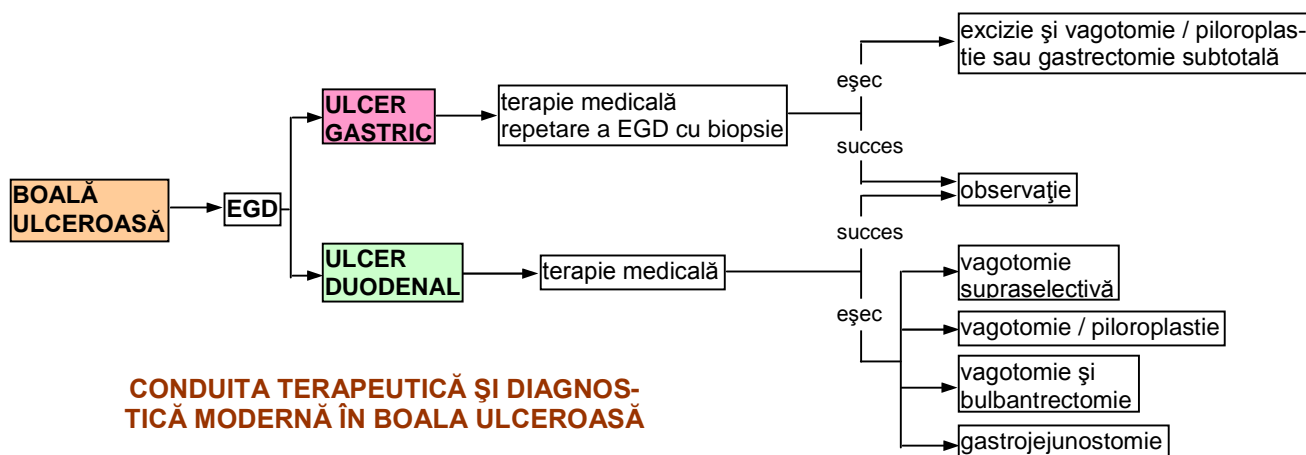 excizie şi vagotomie / piloroplas-
tie sau gastrectomie subtotală
eşec
ULCER
GASTRIC
terapie medicală
repetare a EGD cu biopsie
succes
BOALĂ
ULCEROASĂ
EGD
observaţie
succes
ULCER
DUODENAL
terapie medicală
vagotomie
supraselectivă
eşec
vagotomie / piloroplastie
vagotomie şi
bulbantrectomie
gastrojejunostomie
CONDUITA TERAPEUTICĂ ŞI DIAGNOS-
TICĂ MODERNĂ ÎN BOALA ULCEROASĂ